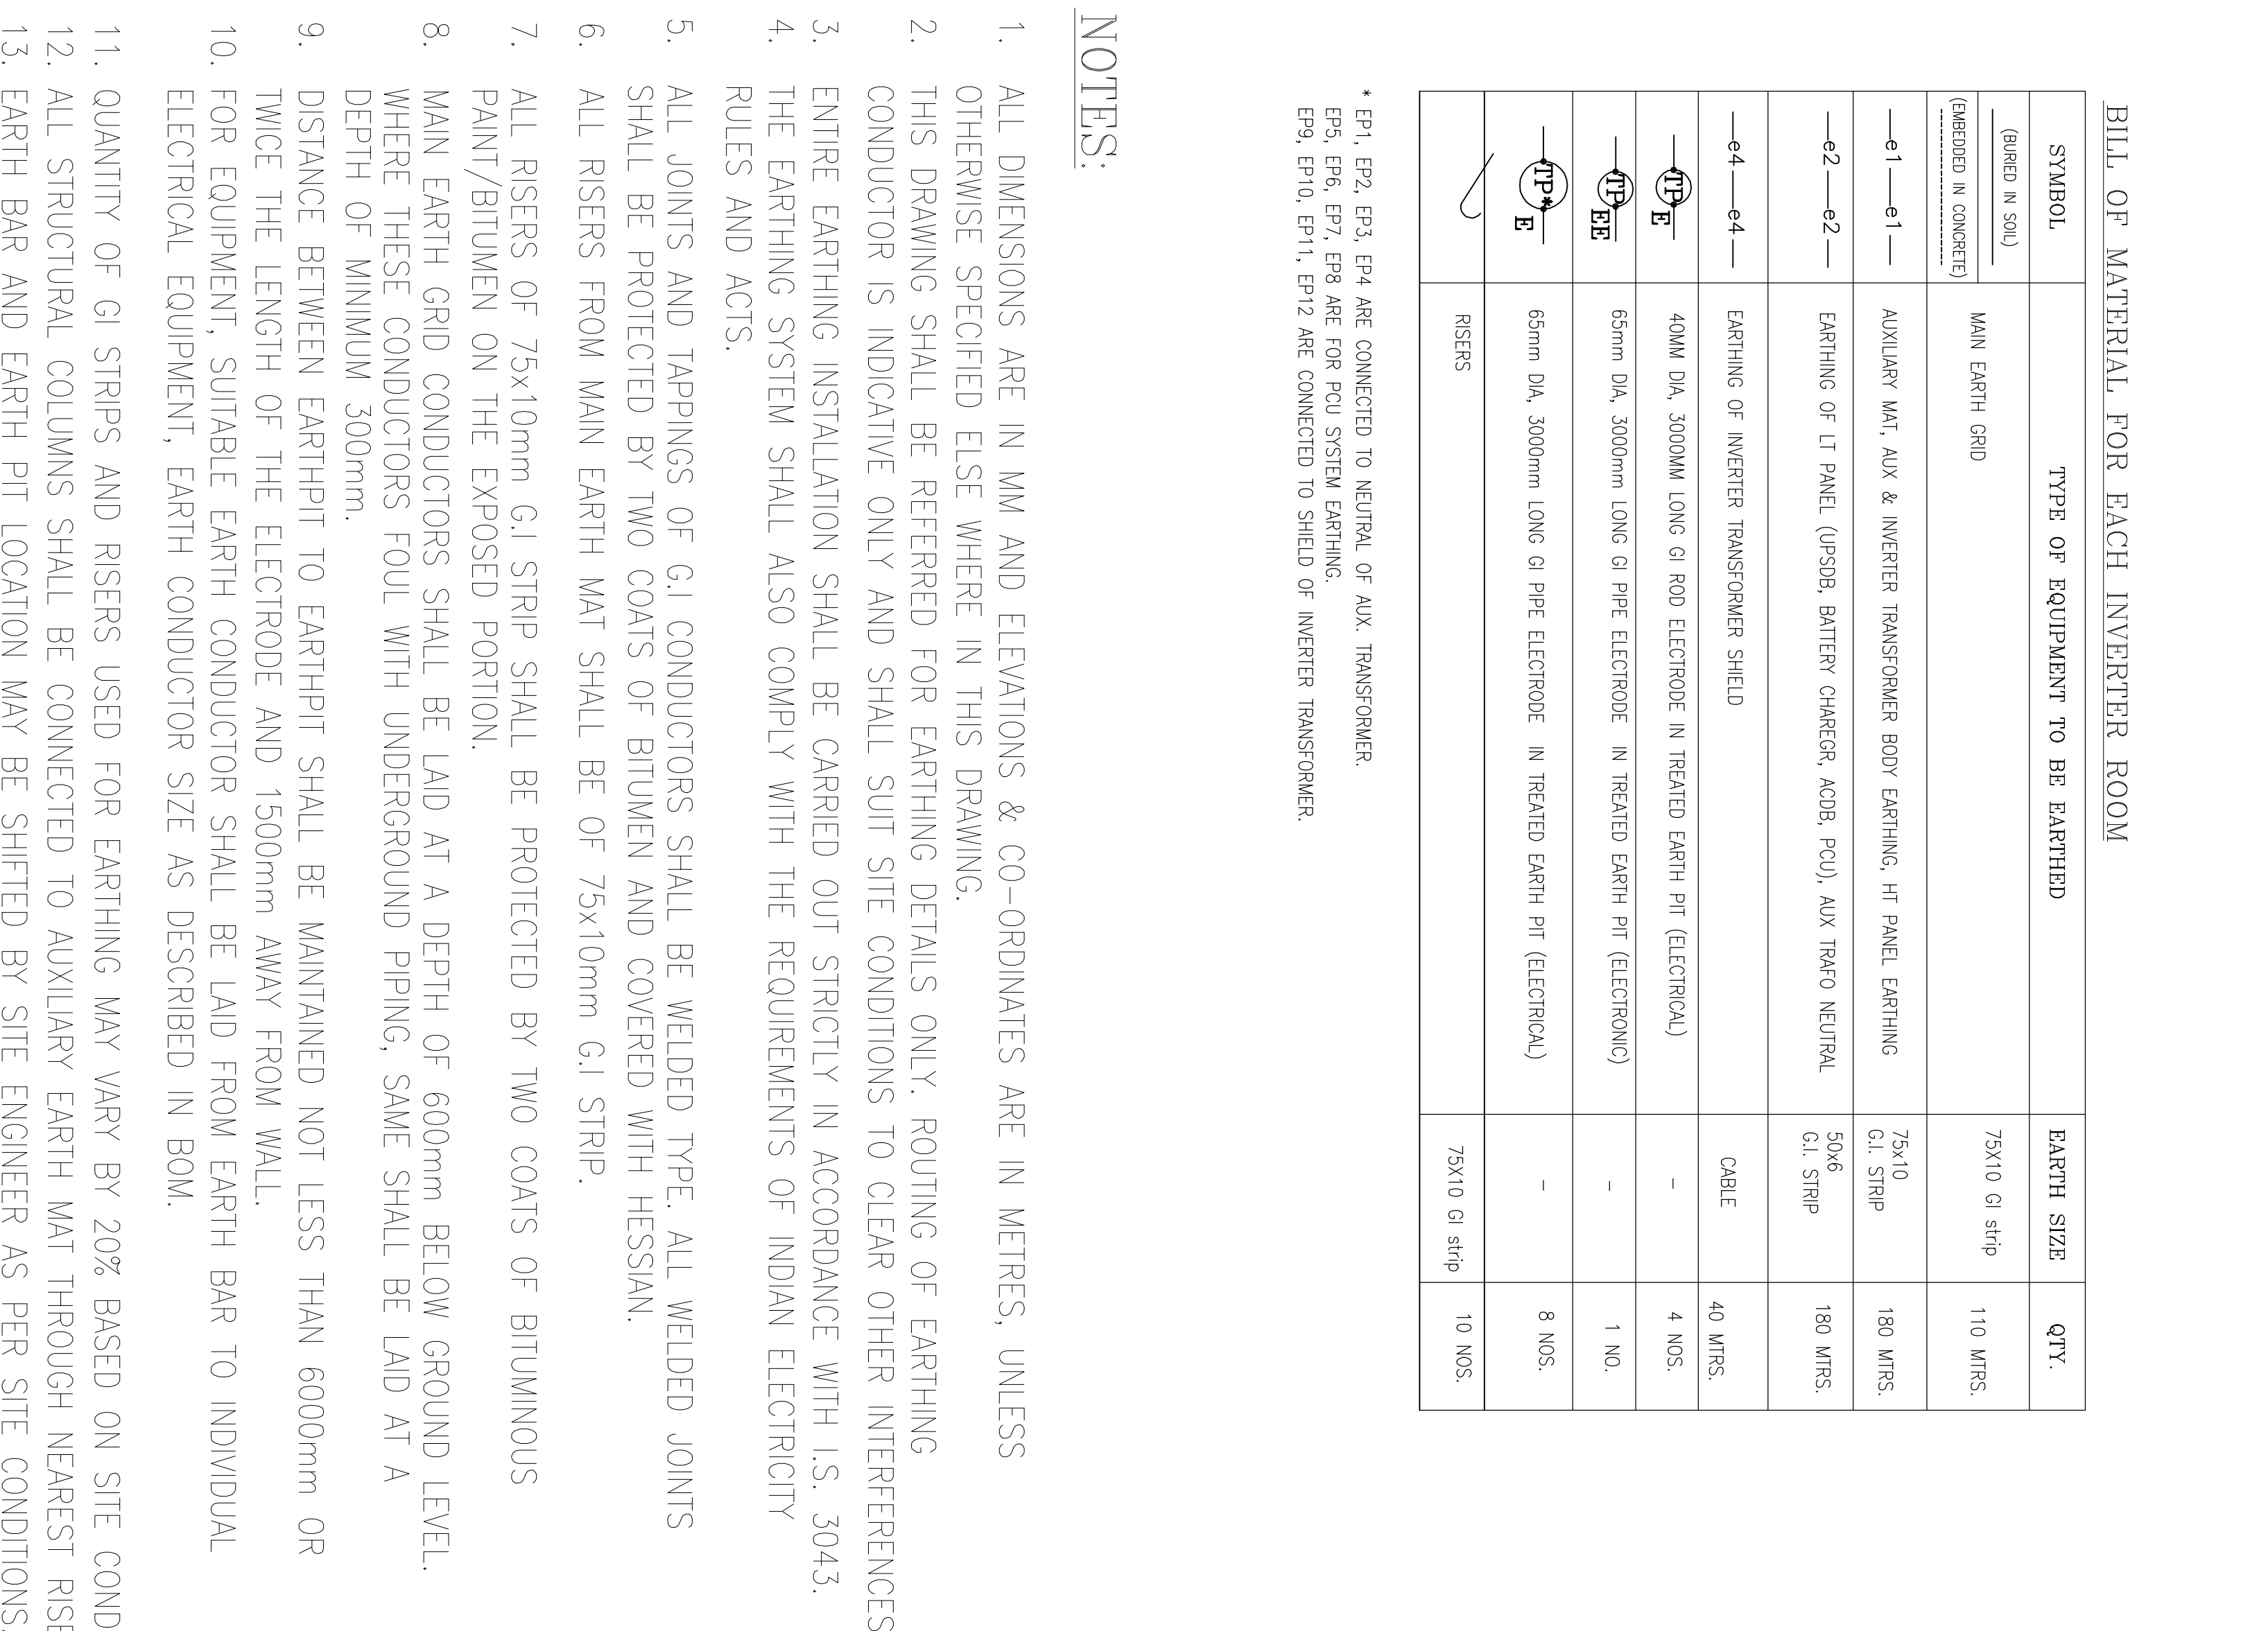 BILL OF MATERIAL FOR EACH INVERTER ROOM
SYMBOL TYPE OF EQUIPMENT TO BE EARTHED EARTH SIZE QTY.
(BURIED IN SOIL)
(EMBEDDED IN CONCRETE)
MAIN EARTH GRID 75X10 GI strip 110 MTRS.
e1 e1 AUXILIARY MAT, AUX & INVERTER TRANSFORMER BODY EARTHING, HT PANEL EARTHING 75x10 180 MTRS.
G.I. STRIP
e2 e2 EARTHING OF LT PANEL (UPSDB, BATTERY CHAREGR, ACDB, PCU), AUX TRAFO NEUTRAL 50x6 180 MTRS.
G.I. STRIP
e4 e4 EARTHING OF INVERTER TRANSFORMER SHIELD CABLE 40 MTRS.
TP E 40MM DIA, 3000MM LONG GI ROD ELECTRODE IN TREATED EARTH PIT (ELECTRICAL) - 4 NOS.
TP EE 65mm DIA, 3000mm LONG GI PIPE ELECTRODE IN TREATED EARTH PIT (ELECTRONIC) - 1 NO.
TP* E 65mm DIA, 3000mm LONG GI PIPE ELECTRODE IN TREATED EARTH PIT (ELECTRICAL) - 8 NOS.
RISERS 75X10 GI strip 10 NOS.
* EP1, EP2, EP3, EP4 ARE CONNECTED TO NEUTRAL OF AUX. TRANSFORMER.
EP5, EP6, EP7, EP8 ARE FOR PCU SYSTEM EARTHING.
EP9, EP10, EP11, EP12 ARE CONNECTED TO SHIELD OF INVERTER TRANSFORMER.
NOTES:
1. ALL DIMENSIONS ARE IN MM AND ELEVATIONS & CO-ORDINATES ARE IN METRES, UNLESS
OTHERWISE SPECIFIED ELSE WHERE IN THIS DRAWING.
2. THIS DRAWING SHALL BE REFERRED FOR EARTHING DETAILS ONLY. ROUTING OF EARTHING
CONDUCTOR IS INDICATIVE ONLY AND SHALL SUIT SITE CONDITIONS TO CLEAR OTHER INTERFERENCES
3. ENTIRE EARTHING INSTALLATION SHALL BE CARRIED OUT STRICTLY IN ACCORDANCE WITH I.S. 3043.
4. THE EARTHING SYSTEM SHALL ALSO COMPLY WITH THE REQUIREMENTS OF INDIAN ELECTRICITY
RULES AND ACTS.
5. ALL JOINTS AND TAPPINGS OF G.I CONDUCTORS SHALL BE WELDED TYPE. ALL WELDED JOINTS
SHALL BE PROTECTED BY TWO COATS OF BITUMEN AND COVERED WITH HESSIAN.
6. ALL RISERS FROM MAIN EARTH MAT SHALL BE OF 75x10mm G.I STRIP.
7. ALL RISERS OF 75x10mm G.I STRIP SHALL BE PROTECTED BY TWO COATS OF BITUMINOUS
PAINT/BITUMEN ON THE EXPOSED PORTION.
8. MAIN EARTH GRID CONDUCTORS SHALL BE LAID AT A DEPTH OF 600mm BELOW GROUND LEVEL.
WHERE THESE CONDUCTORS FOUL WITH UNDERGROUND PIPING, SAME SHALL BE LAID AT A
DEPTH OF MINIMUM 300mm.
9. DISTANCE BETWEEN EARTHPIT TO EARTHPIT SHALL BE MAINTAINED NOT LESS THAN 6000mm OR
TWICE THE LENGTH OF THE ELECTRODE AND 1500mm AWAY FROM WALL.
10. FOR EQUIPMENT, SUITABLE EARTH CONDUCTOR SHALL BE LAID FROM EARTH BAR TO INDIVIDUAL
ELECTRICAL EQUIPMENT, EARTH CONDUCTOR SIZE AS DESCRIBED IN BOM.
11. QUANTITY OF GI STRIPS AND RISERS USED FOR EARTHING MAY VARY BY 20% BASED ON SITE COND
12. ALL STRUCTURAL COLUMNS SHALL BE CONNECTED TO AUXILIARY EARTH MAT THROUGH NEAREST RISE
13. EARTH BAR AND EARTH PIT LOCATION MAY BE SHIFTED BY SITE ENGINEER AS PER SITE CONDITIONS.